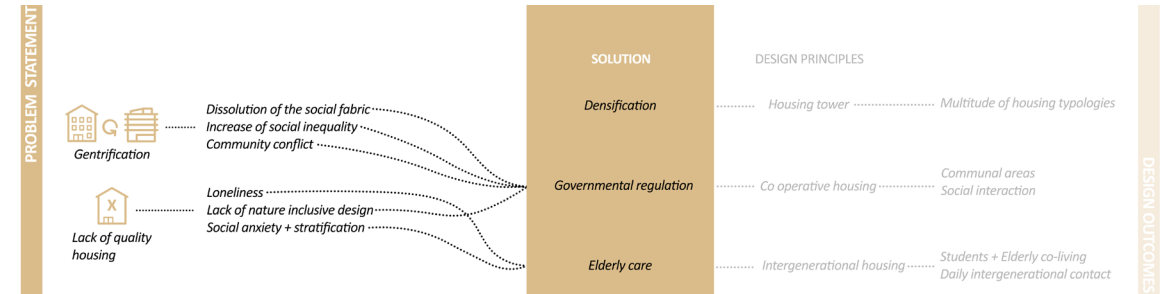 PROBLEM STATEMENT
SOLUTION
DESIGN PRINCIPLES
Dissolution of the social fabric
Increase of social inequality
Community conflict
Gentrification
Loneliness
Lack of nature inclusive design
Social anxiety + stratification
X
Lack of quality
housing
Densification
Housing tower
Multitude of housing typologies
Governmental regulation
Co operative housing
Communal areas
Social interaction
Elderly care
Intergenerational housing
Students + Elderly co-living
Daily intergenerational contact
DESIGN OUTCOMES